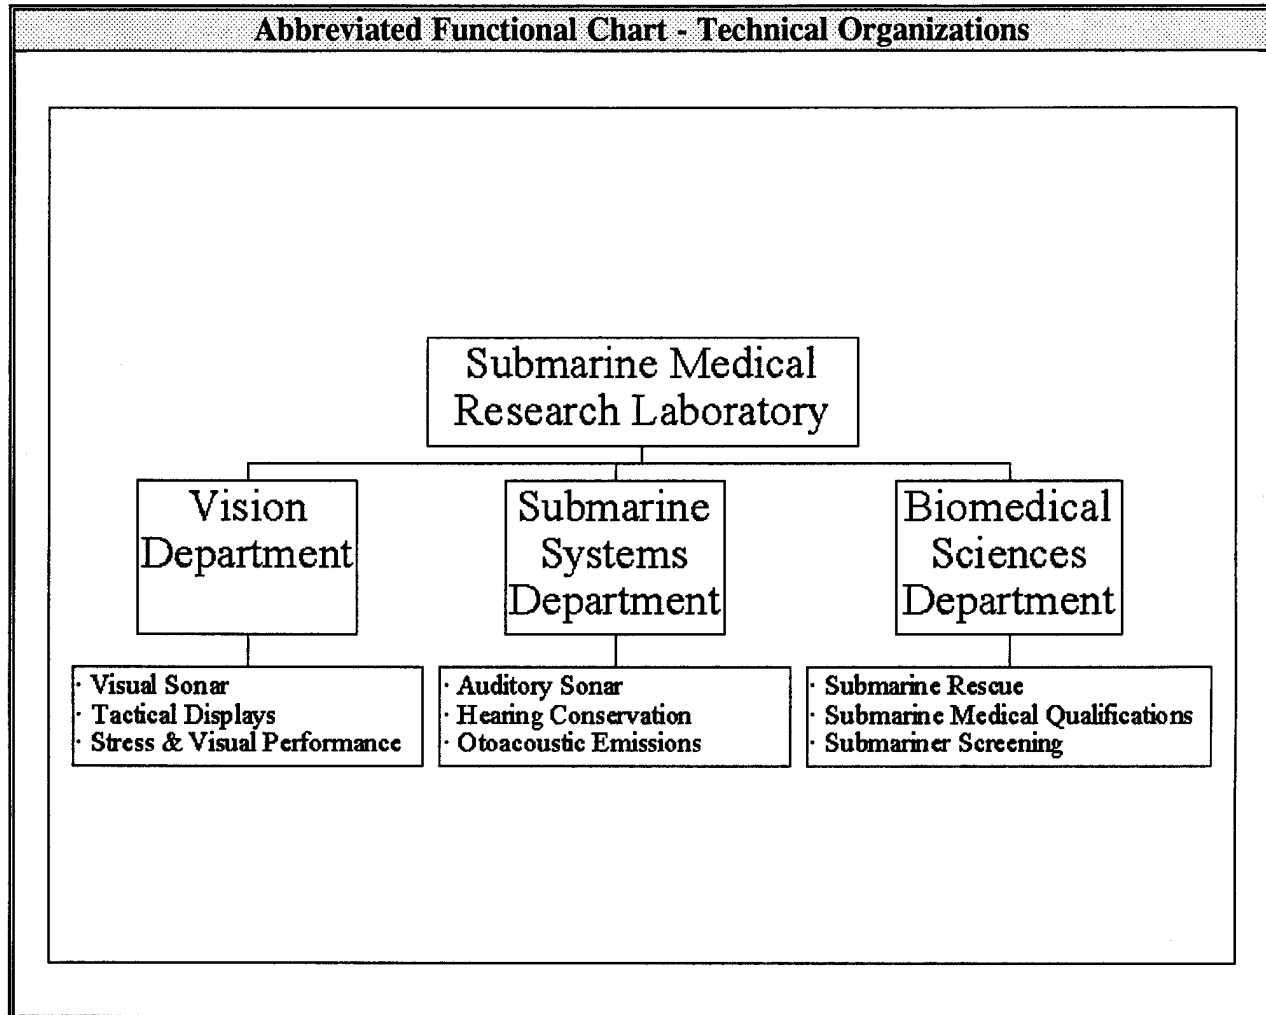 Abbreviated Functional Chart - Technical Organizations
Submarine Medical
Research Laboratory
Vision
Department
Submarine
Systems
Department
Biomedical
Sciences
Department
· Visual Sonar
· Tactical Displays
· Stress & Visual Performance
· Auditory Sonar
· Hearing Conservation
· Otoacoustic Emissions
· Submarine Rescue
· Submarine Medical Qualifications
· Submariner Screening